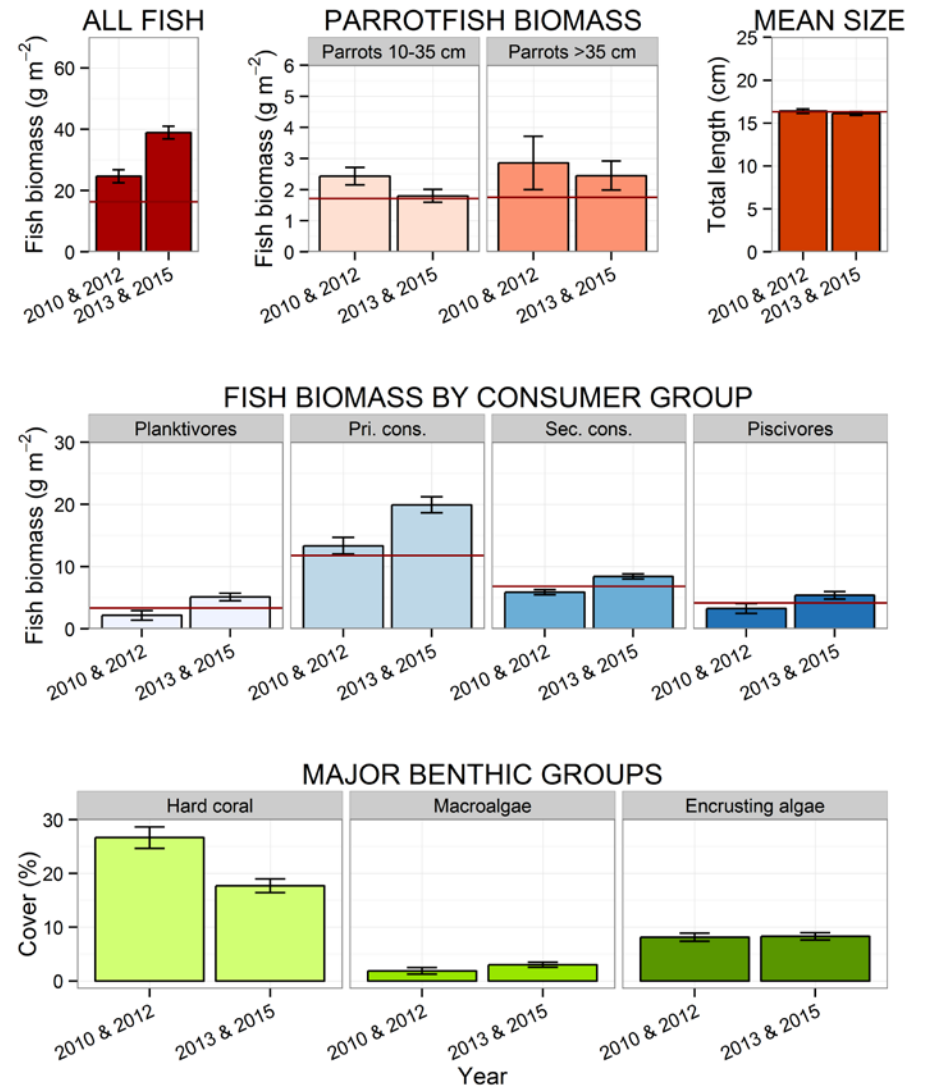 ALL FISH
PARROTFISH BIOMASS
MEAN SIZE
Parrots 10-35 cm
Parrots >35 cm
Fish biomass (g m⁻²)
60
40
20
0
Fish biomass (g m⁻²)
6
5
4
3
2
1
0
Total length (cm)
25
20
15
10
5
0
2010 & 2012
2013 & 2015
2010 & 2012
2013 & 2015
2010 & 2012
2013 & 2015
2010 & 2012
2013 & 2015
FISH BIOMASS BY CONSUMER GROUP
Planktivores
Pri. cons.
Sec. cons.
Piscivores
Fish biomass (g m⁻²)
30
20
10
0
2010 & 2012
2013 & 2015
2010 & 2012
2013 & 2015
2010 & 2012
2013 & 2015
2010 & 2012
2013 & 2015
MAJOR BENTHIC GROUPS
Hard coral
Macroalgae
Encrusting algae
Cover (%)
30
20
10
0
2010 & 2012
2013 & 2015
2010 & 2012
2013 & 2015
2010 & 2012
2013 & 2015
Year